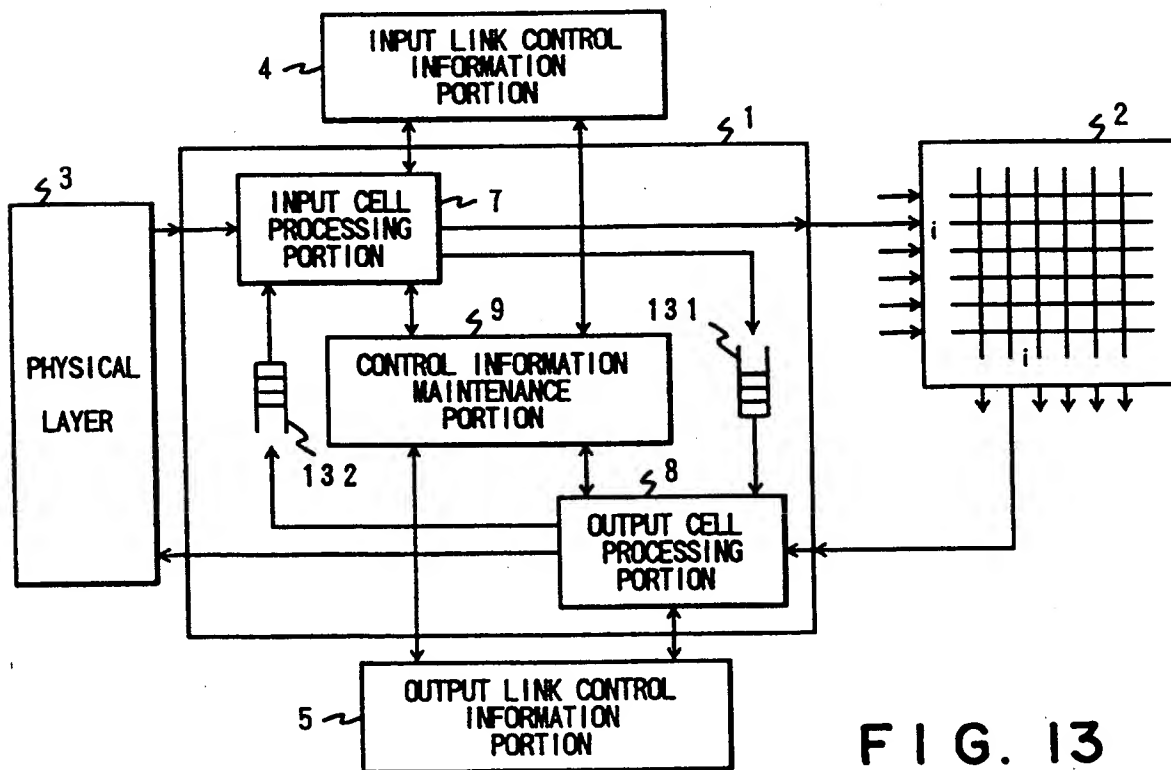 INPUT LINK CONTROL
INFORMATION
PORTION
4
1
2
3
INPUT CELL
PROCESSING
PORTION
7
i
9
131
PHYSICAL
LAYER
CONTROL INFORMATION
MAINTENANCE
PORTION
i
132
8
OUTPUT CELL
PROCESSING
PORTION
OUTPUT LINK CONTROL
INFORMATION
PORTION
5
FIG. 13